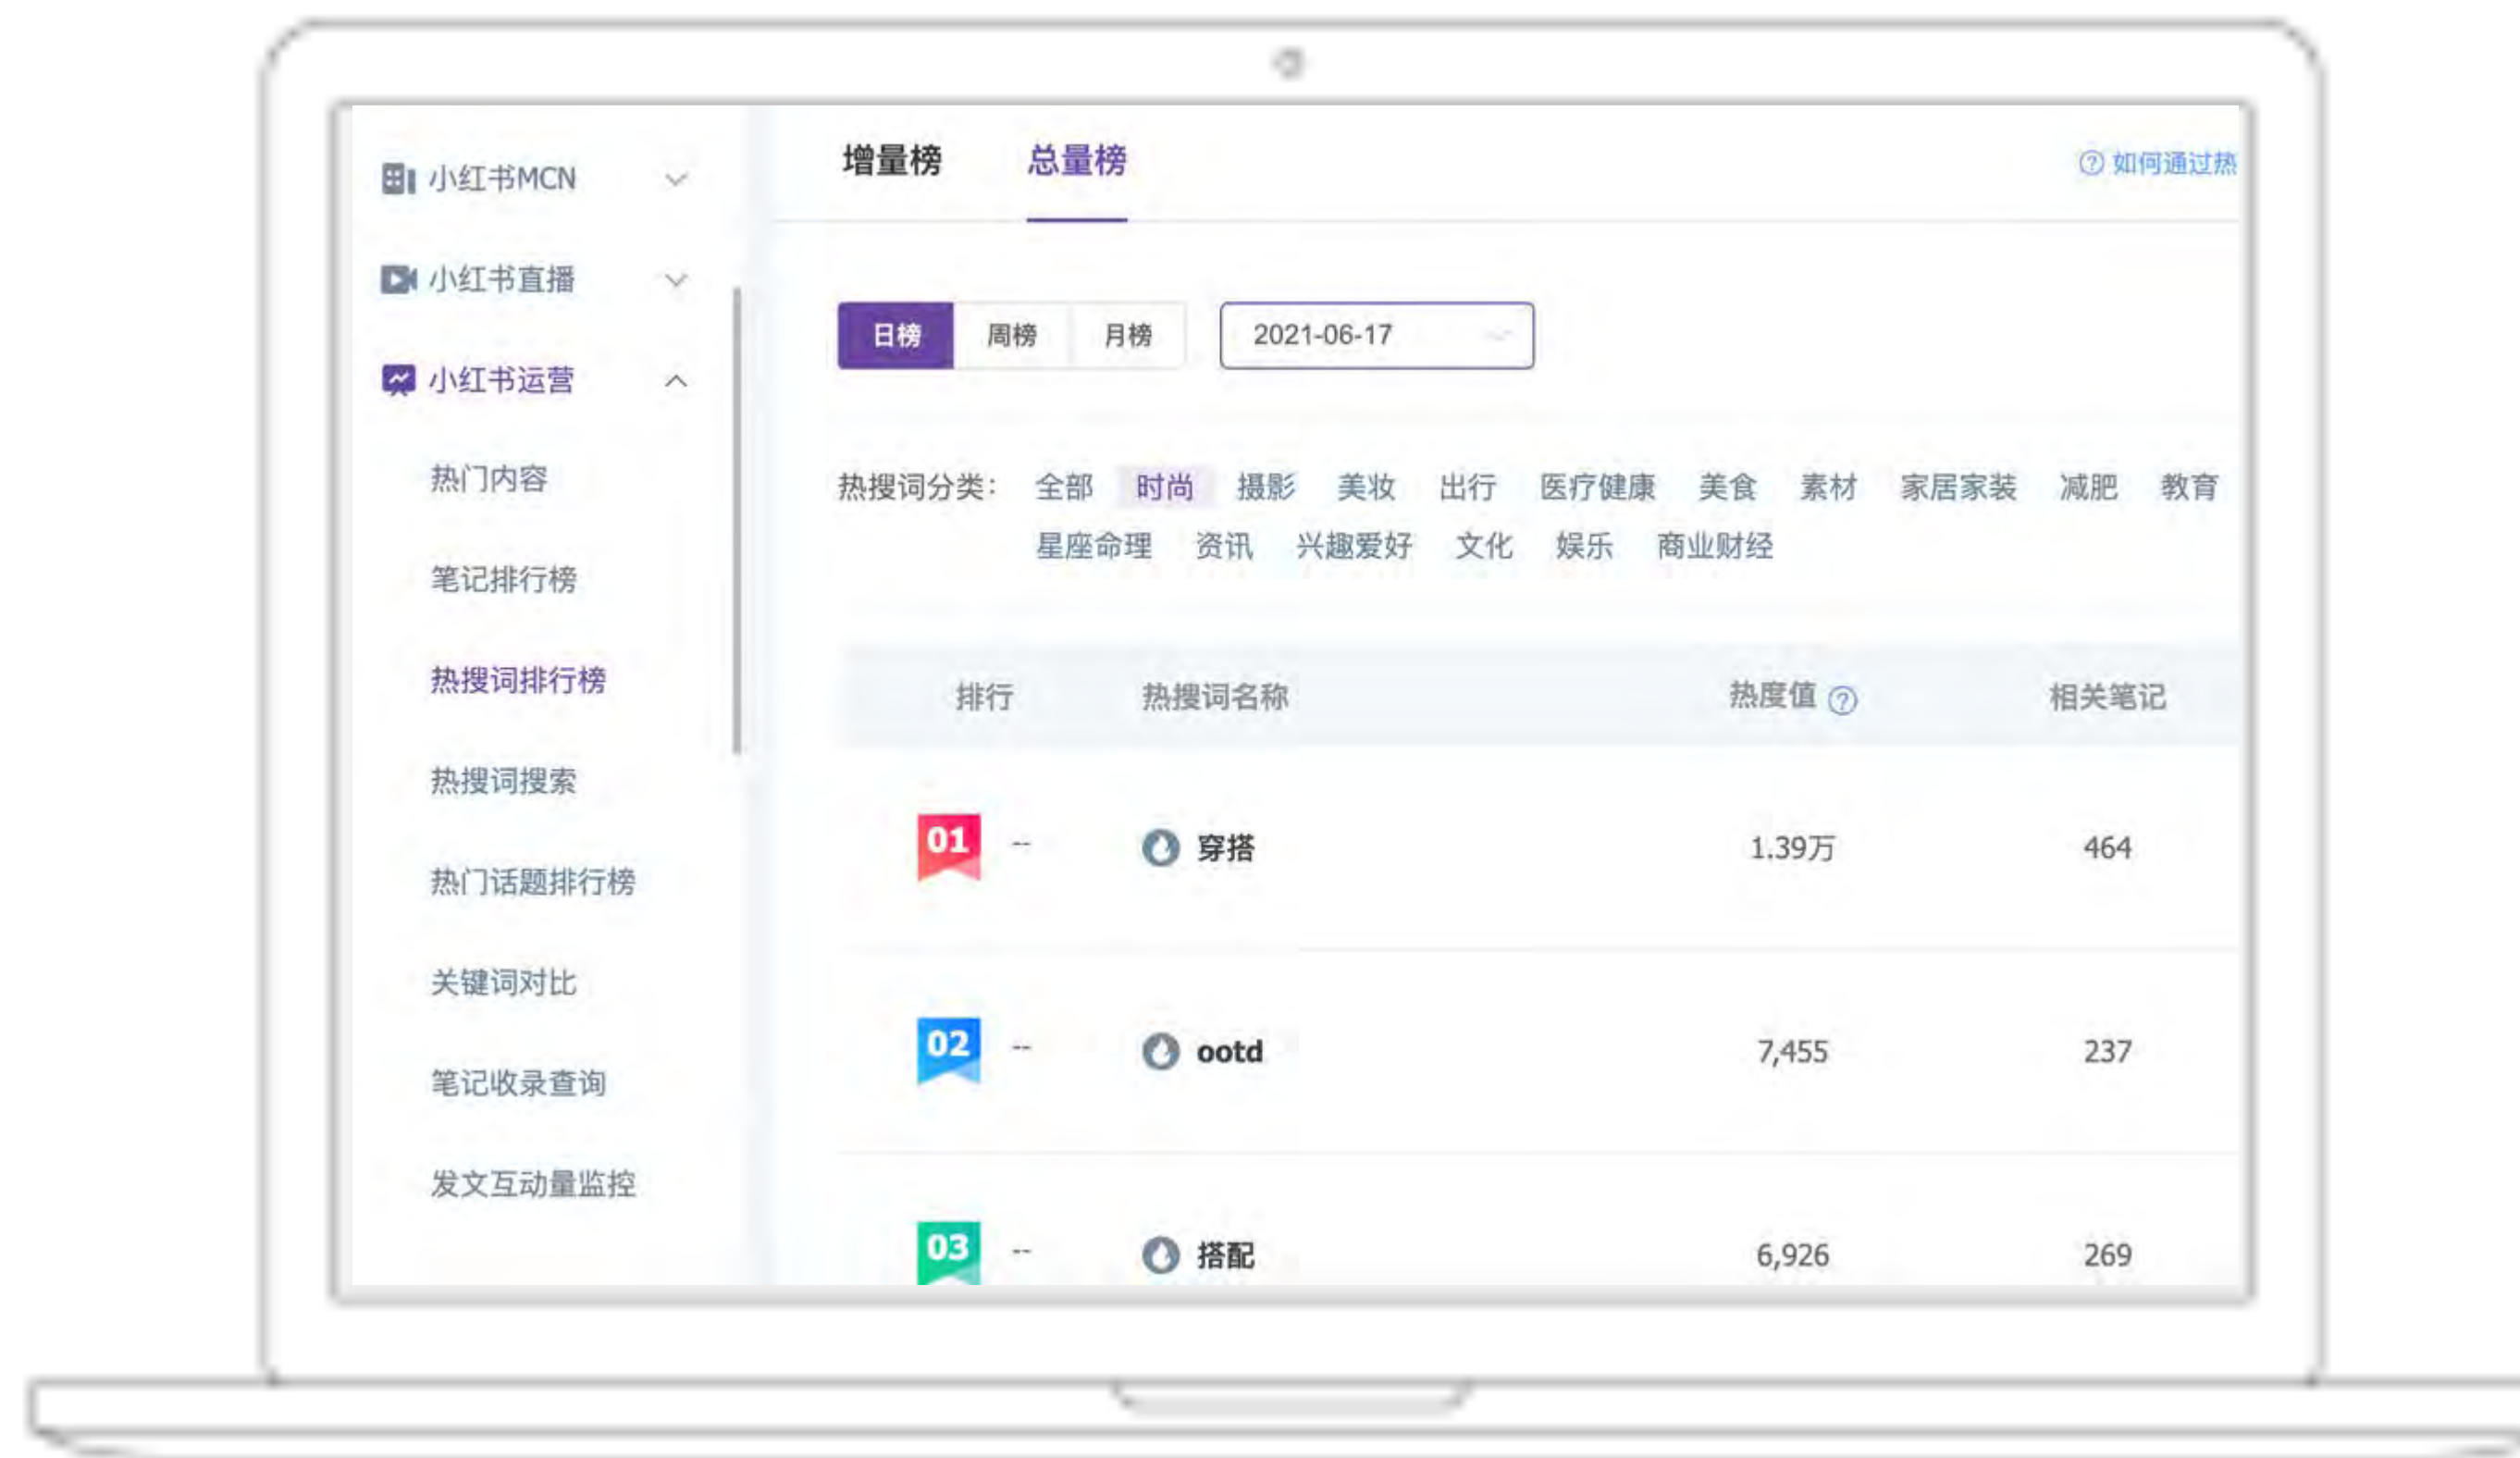 小红书MCN
小红书直播
小红书运营
热门内容
笔记排行榜
热搜词排行榜
热搜词搜索
热门话题排行榜
关键词对比
笔记收录查询
发文互动量监控
增量榜 总量榜 ? 如何通过热
日榜 周榜 月榜 2021-06-17
热搜词分类： 全部 时尚 摄影 美妆 出行 医疗健康 美食 素材 家居家装 减肥 教育
星座命理 资讯 兴趣爱好 文化 娱乐 商业财经
排行 热搜词名称 热度值 ? 相关笔记
01 -- 穿搭 1.39万 464
02 -- ootd 7,455 237
03 -- 搭配 6,926 269